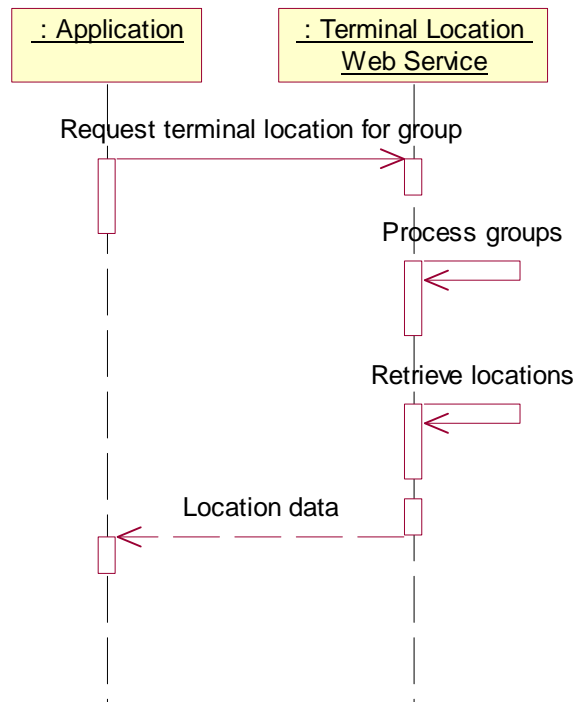 : Application
: Terminal Location
Web Service
Request terminal location for group
Process groups
Retrieve locations
Location data